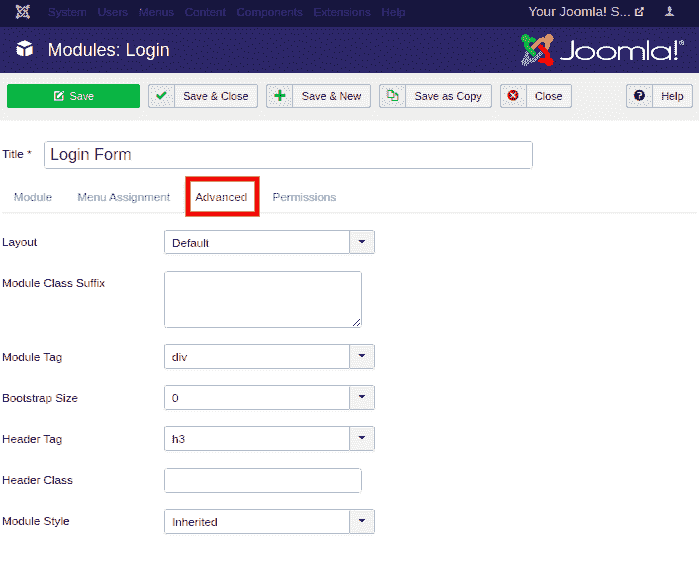 System Users Menus Content Components Extensions Help Your Joomla! S...
Modules: Login Joomla!®
Save Save & Close Save & New Save as Copy Close Help
Title * Login Form
Module Menu Assignment Advanced Permissions
Layout Default
Module Class Suffix
Module Tag div
Bootstrap Size 0
Header Tag h3
Header Class
Module Style Inherited